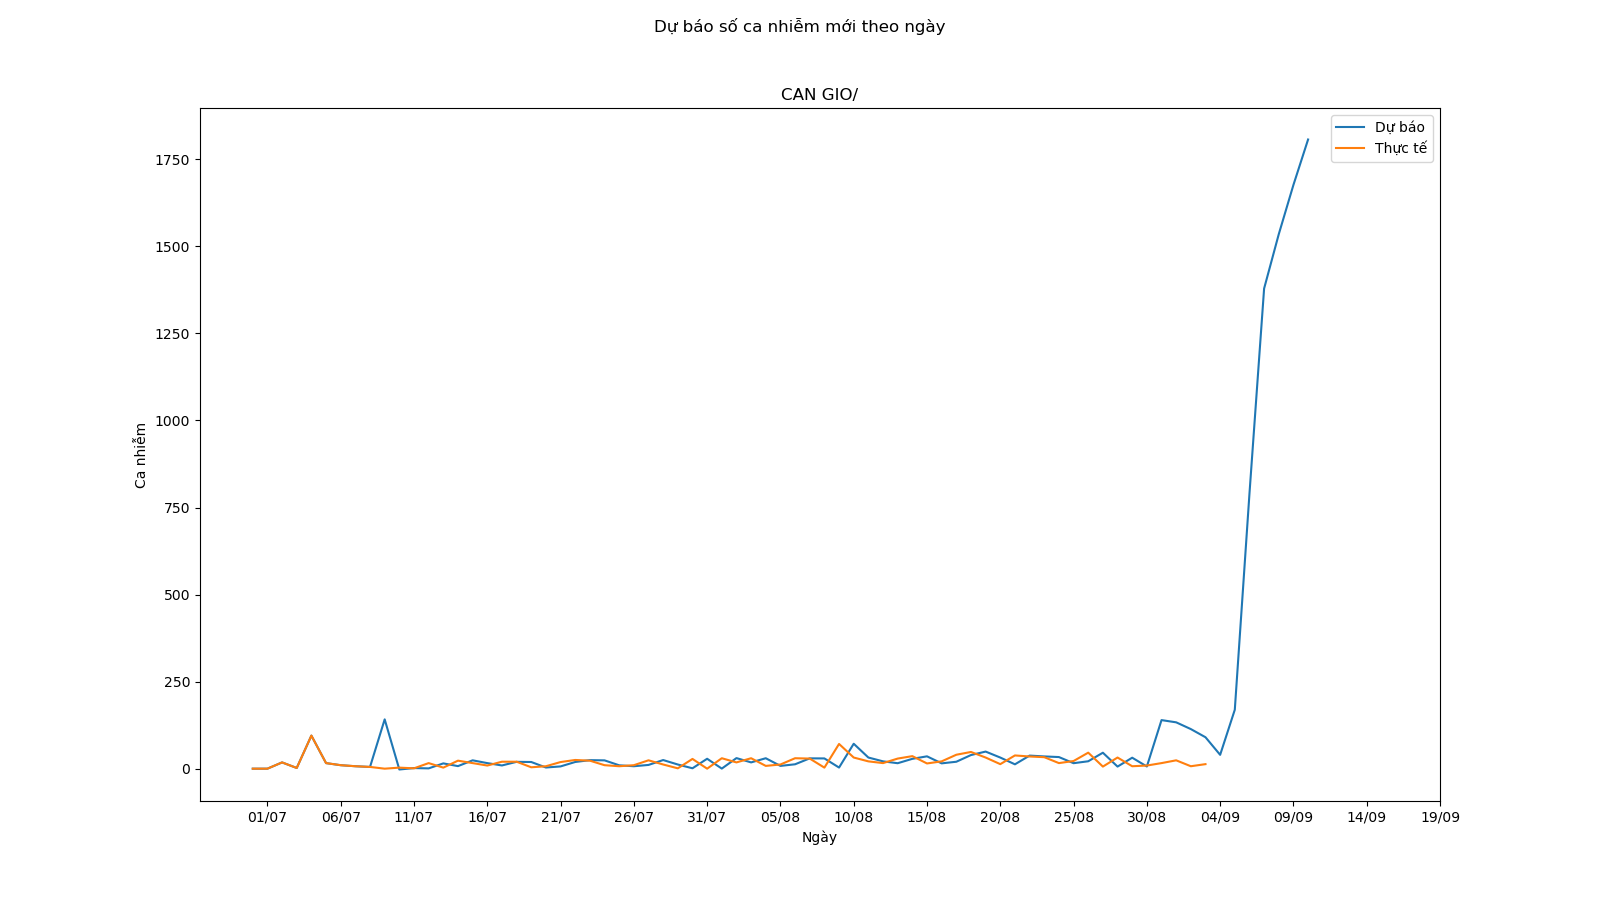 Dự báo số ca nhiễm mới theo ngày
CAN GIO/
Dự báo
Thực tế
1750
1500
1250
1000
750
500
250
0
Ca nhiễm
01/07 06/07 11/07 16/07 21/07 26/07 31/07 05/08 10/08 15/08 20/08 25/08 30/08 04/09 09/09 14/09 19/09
Ngày